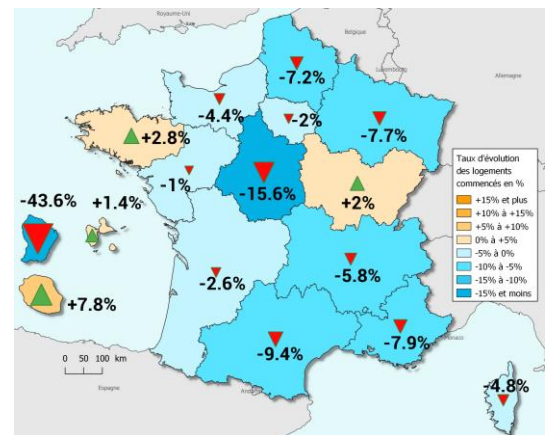 Royaume-Uni
Belgique
Luxembourg
Allemagne
-7.2%
-4.4%
-2%
-7.7%
+2.8%
-1%
-15.6%
+2%
-43.6%
+1.4%
+7.8%
-2.6%
-5.8%
-9.4%
-7.9%
-4.8%
Monaco
Espagne
0 50 100 km
Taux d'évolution
des logements
commencés en %
+15% et plus
+10% à +15%
+5% à +10%
0% à +5%
-5% à 0%
-10% à -5%
-15% à -10%
-15% et moins